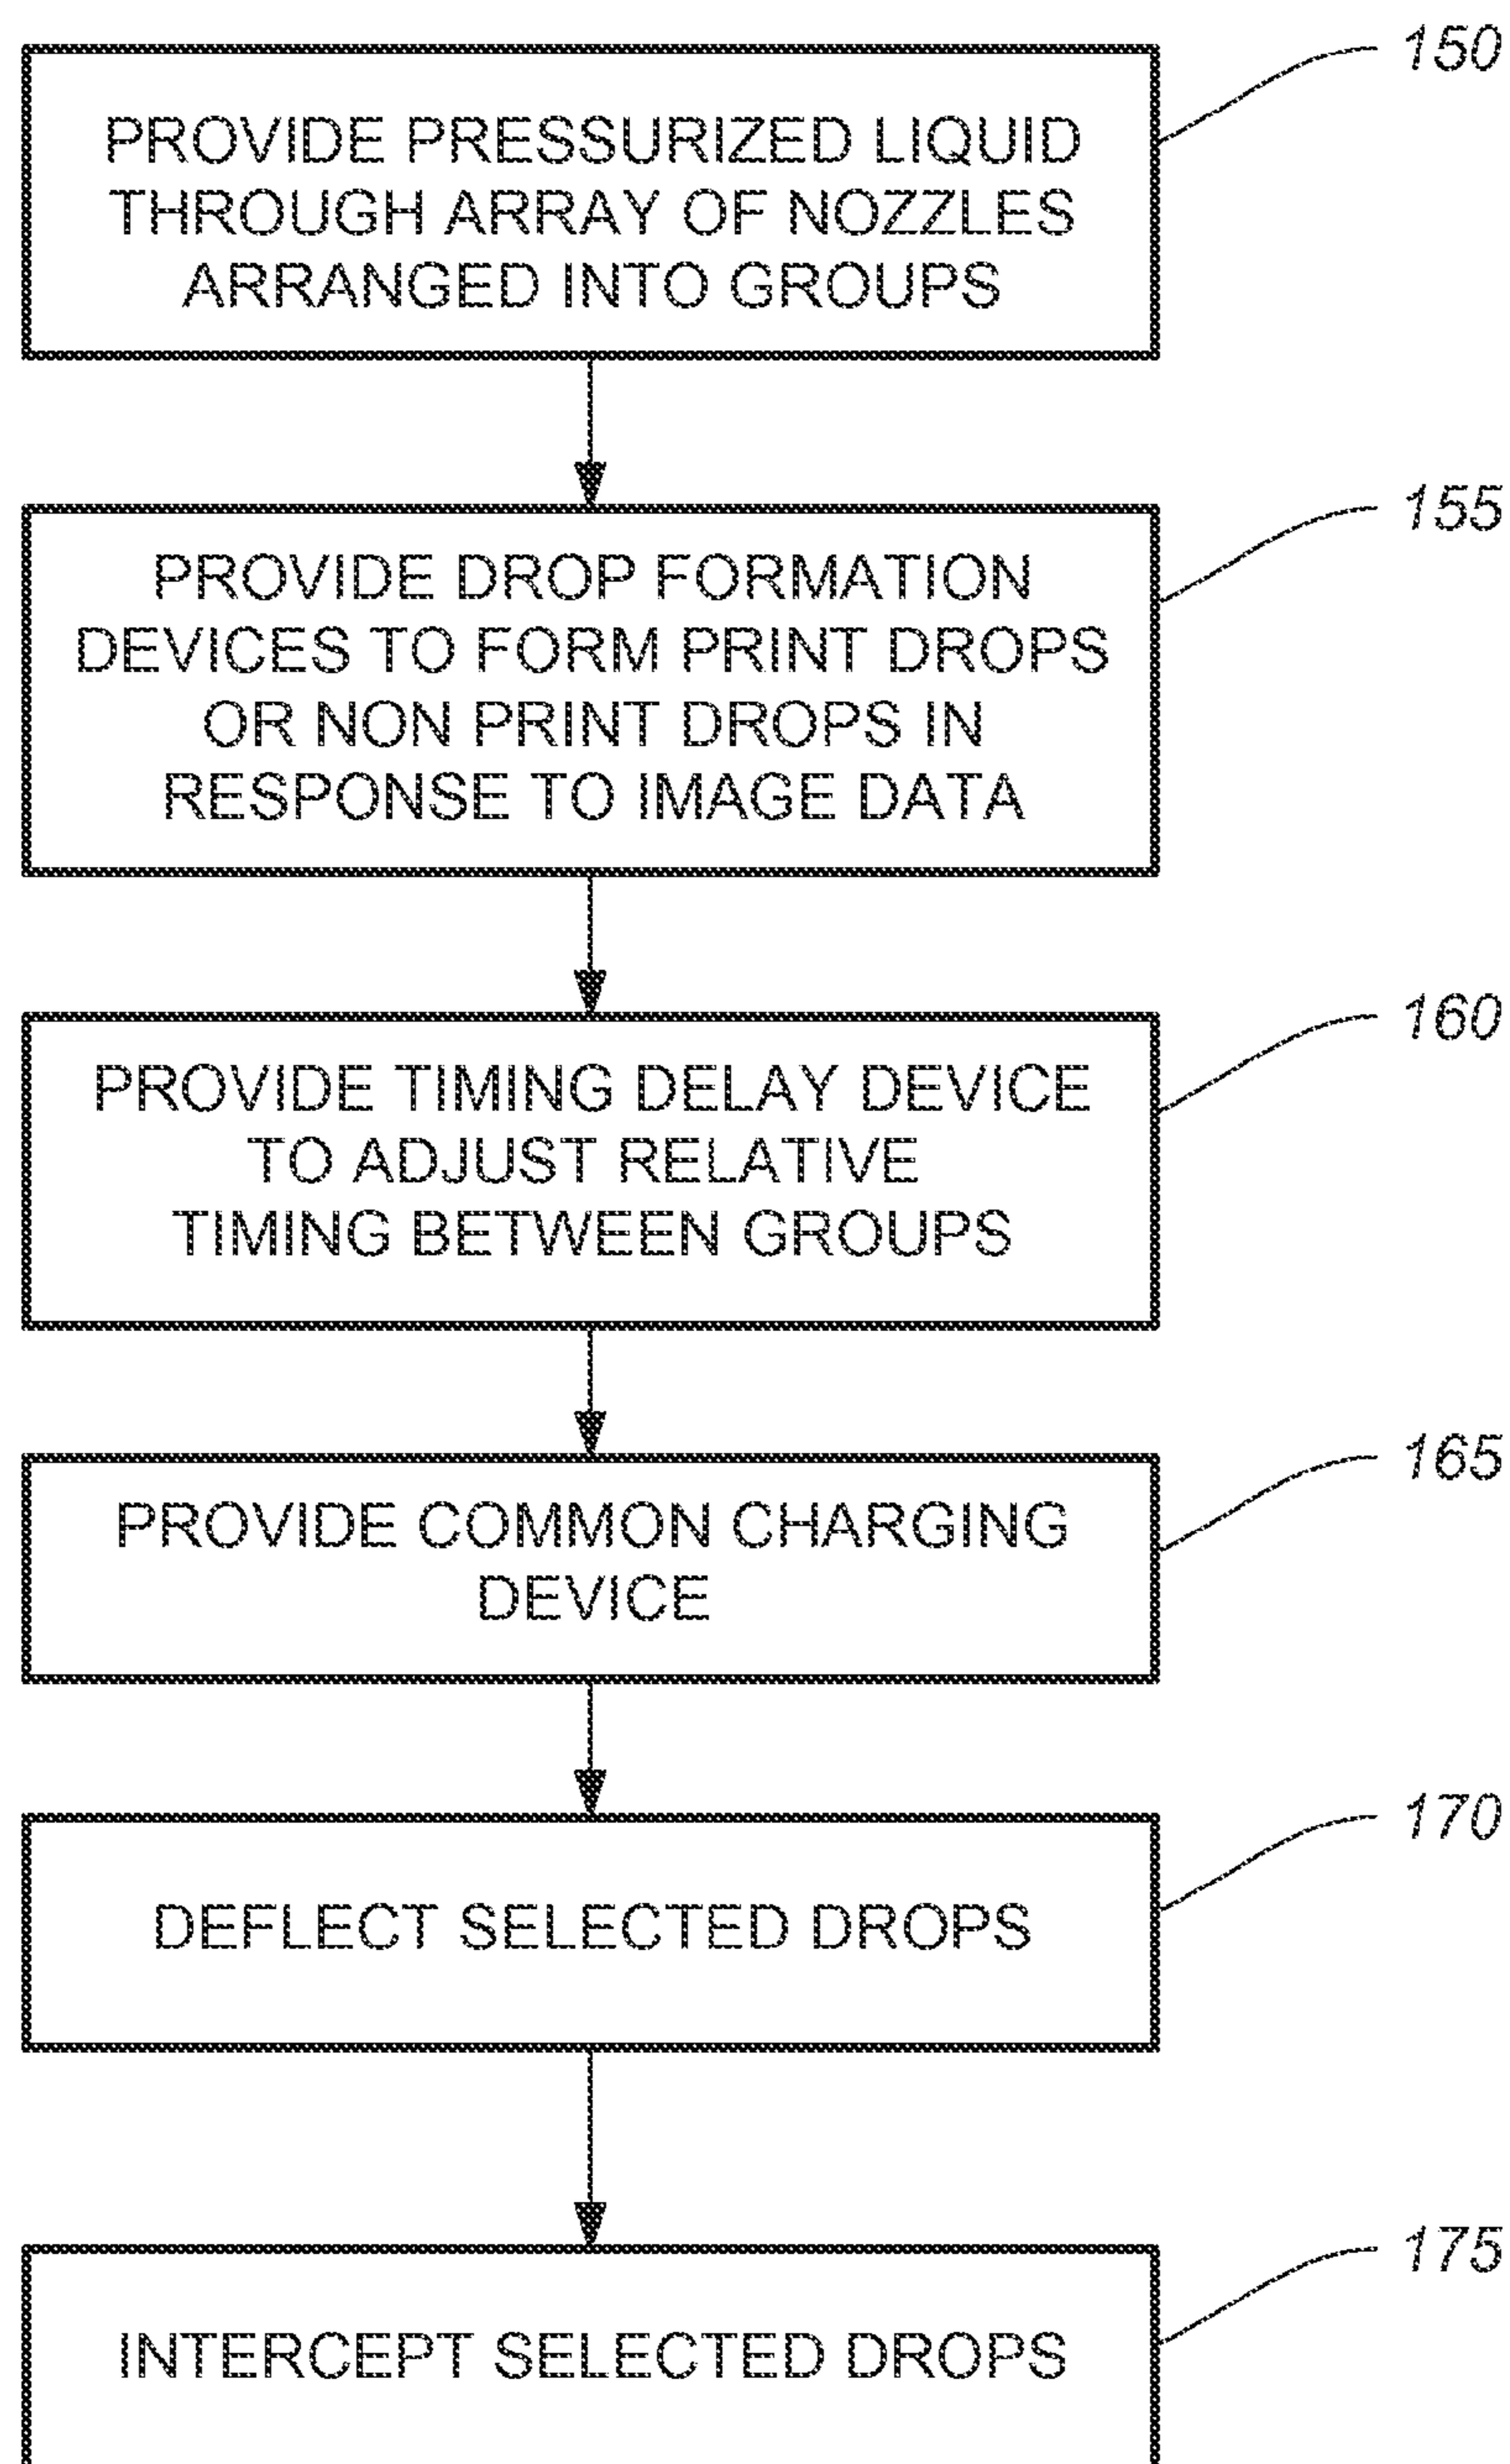 150
PROVIDE PRESSURIZED LIQUID
THROUGH ARRAY OF NOZZLES
ARRANGED INTO GROUPS
155
PROVIDE DROP FORMATION
DEVICES TO FORM PRINT DROPS
OR NON PRINT DROPS IN
RESPONSE TO IMAGE DATA
160
PROVIDE TIMING DELAY DEVICE
TO ADJUST RELATIVE
TIMING BETWEEN GROUPS
165
PROVIDE COMMON CHARGING
DEVICE
170
DEFLECT SELECTED DROPS
175
INTERCEPT SELECTED DROPS